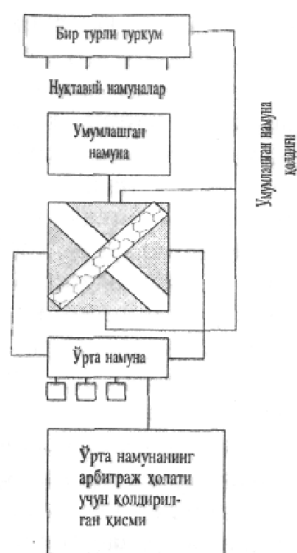 Бир турли туркум
Нуқтавий намуналар
Умумлашган
намуна
Умумлашган намуна
қолдиғи
Ўрта намуна
Ўрта намунанинг
арбитраж ҳолати
учун қолдирил-
ган қисми